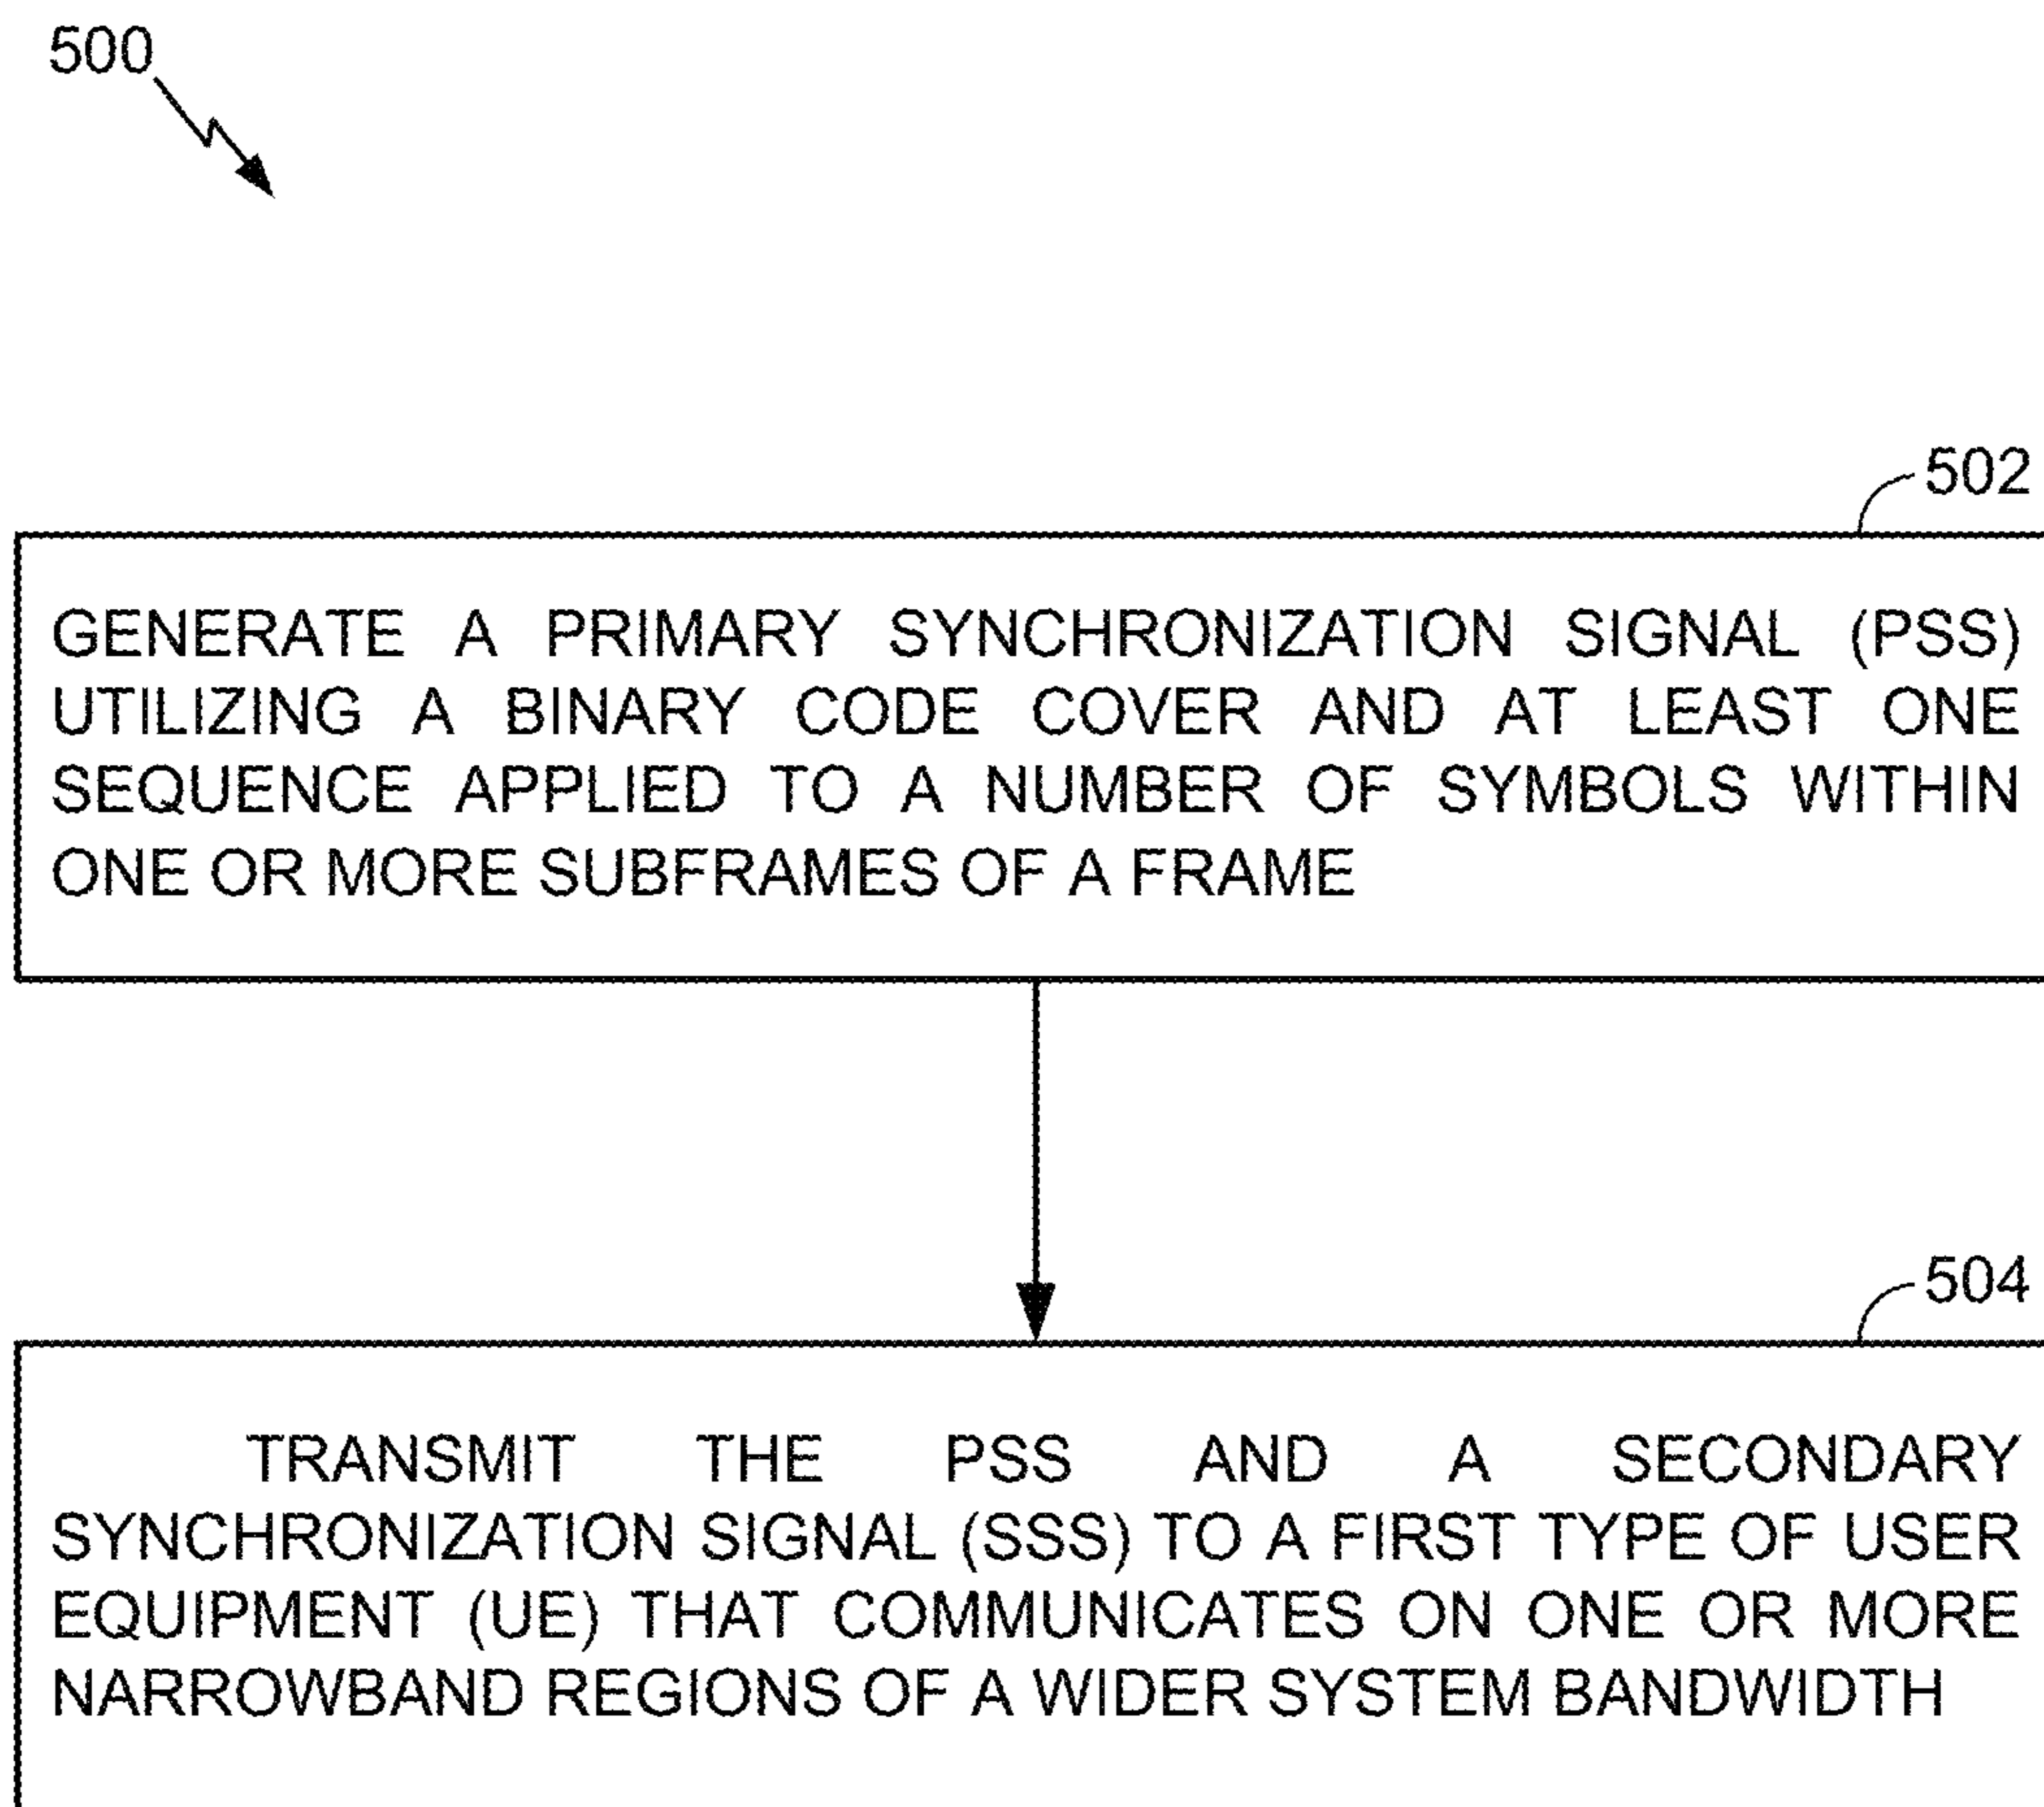 500
502
GENERATE A PRIMARY SYNCHRONIZATION SIGNAL (PSS)
UTILIZING A BINARY CODE COVER AND AT LEAST ONE
SEQUENCE APPLIED TO A NUMBER OF SYMBOLS WITHIN
ONE OR MORE SUBFRAMES OF A FRAME
504
TRANSMIT THE PSS AND A SECONDARY
SYNCHRONIZATION SIGNAL (SSS) TO A FIRST TYPE OF USER
EQUIPMENT (UE) THAT COMMUNICATES ON ONE OR MORE
NARROWBAND REGIONS OF A WIDER SYSTEM BANDWIDTH